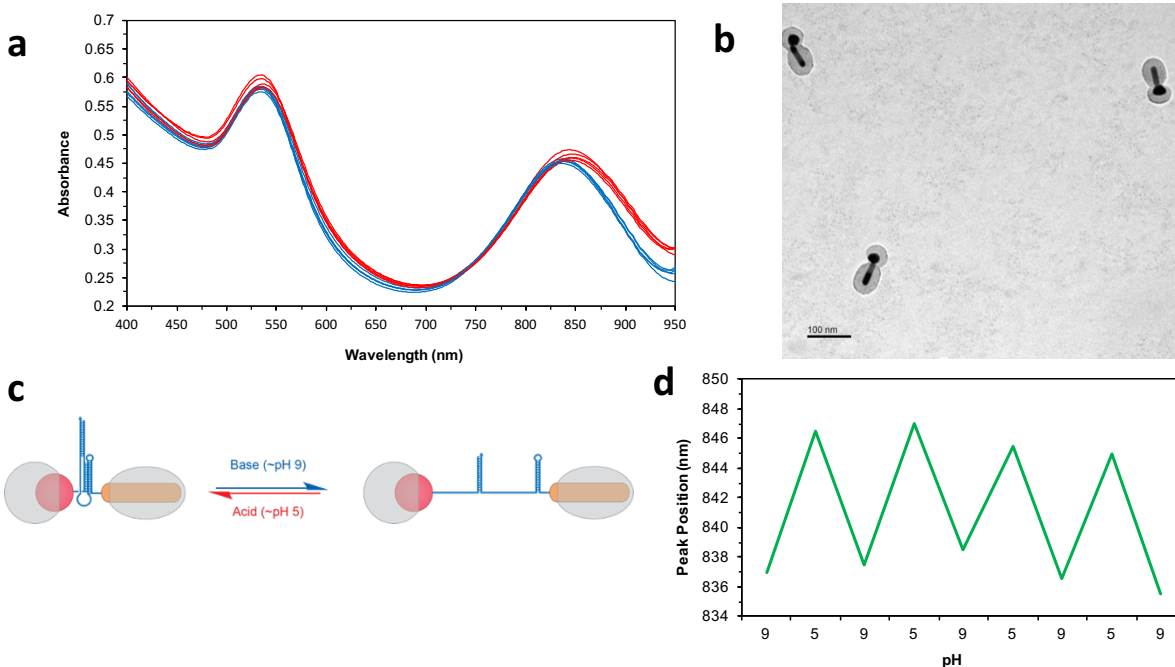 a
0.7
0.65
0.6
0.55
0.5
0.45
0.4
0.35
0.3
0.25
0.2
Absorbance
400 450 500 550 600 650 700 750 800 850 900 950
Wavelength (nm)
b
100 nm
c
Base (~pH 9)
Acid (~pH 5)
d
850
848
846
844
842
840
838
836
834
Peak Position (nm)
9 5 9 5 9 5 9 5 9
pH